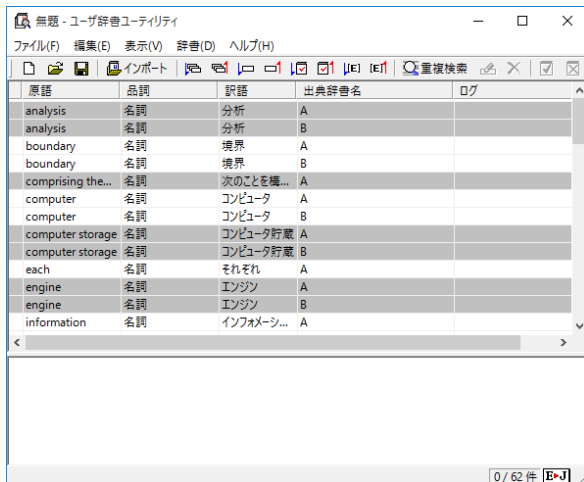 無題 - ユーザ辞書ユーティリティ
ファイル(F) 編集(E) 表示(V) 辞書(D) ヘルプ(H)
インポート [E] [E] 重複検索
原語 品詞 訳語 出典辞書名 ログ
analysis 名詞 分析 A
analysis 名詞 分析 B
boundary 名詞 境界 A
boundary 名詞 境界 B
comprising the... 名詞 次のことを構... A
computer 名詞 コンピュータ A
computer 名詞 コンピュータ B
computer storage 名詞 コンピュータ貯蔵 A
computer storage 名詞 コンピュータ貯蔵 B
each 名詞 それぞれ A
engine 名詞 エンジン A
engine 名詞 エンジン B
information 名詞 インフォメーシ... A
0 / 62 件 E▸J